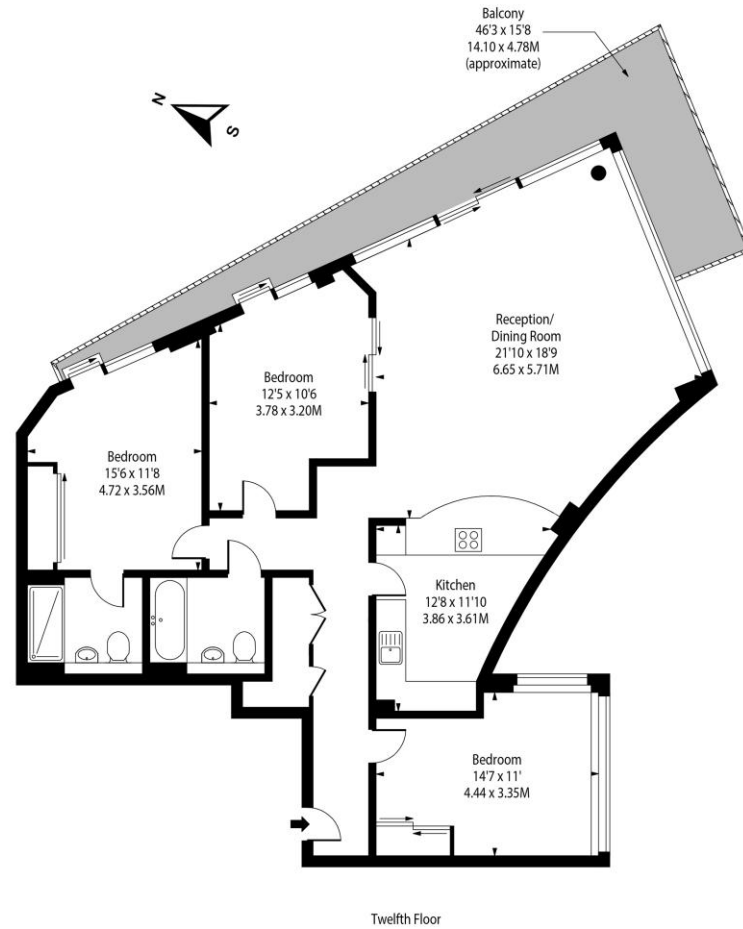 Balcony
46'3 x 15'8
14.10 x 4.78M
(approximate)
N
S
Reception/
Dining Room
21'10 x 18'9
6.65 x 5.71M
Bedroom
12'5 x 10'6
3.78 x 3.20M
Bedroom
15'6 x 11'8
4.72 x 3.56M
Kitchen
12'8 x 11'10
3.86 x 3.61M
Bedroom
14'7 x 11'
4.44 x 3.35M
Twelfth Floor